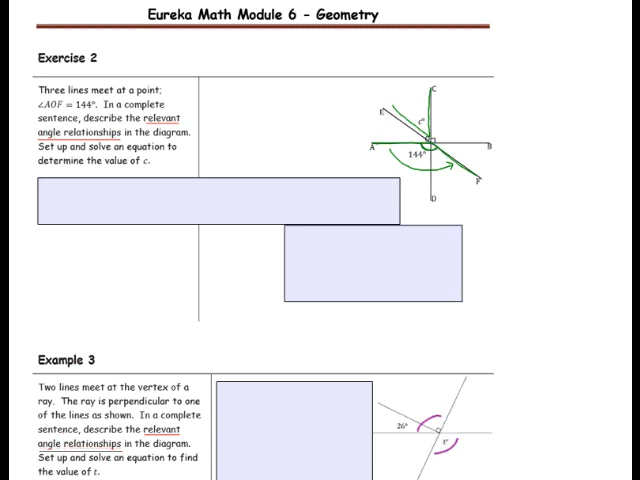 Eureka Math Module 6 – Geometry
Exercise 2
Three lines meet at a point;
∠AOF = 144°. In a complete
sentence, describe the relevant
angle relationships in the diagram.
Set up and solve an equation to
determine the value of c.
C
E
c°
A
B
144°
F
D
Example 3
Two lines meet at the vertex of a
ray. The ray is perpendicular to one
of the lines as shown. In a complete
sentence, describe the relevant
angle relationships in the diagram.
Set up and solve an equation to find
the value of t.
26°
t°